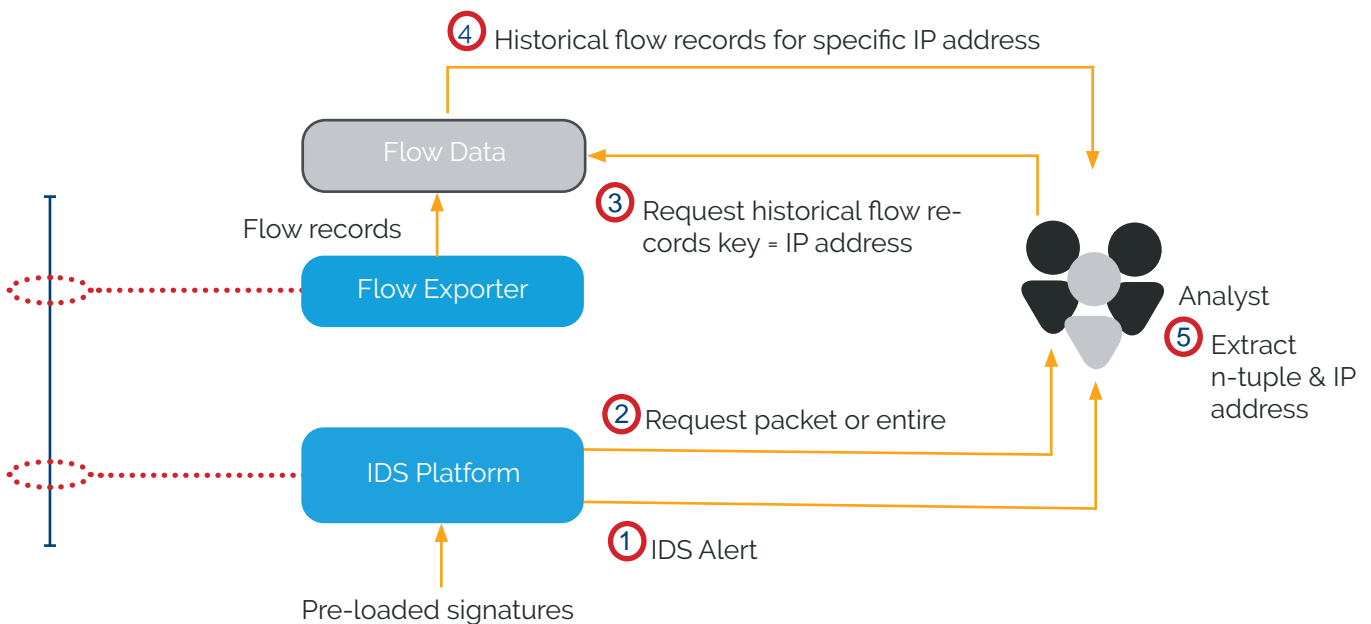 4 Historical flow records for specific IP address
Flow Data
3 Request historical flow re-
cords key = IP address
Flow records
Flow Exporter
Analyst
5 Extract
n-tuple & IP
address
2 Request packet or entire
IDS Platform
1 IDS Alert
Pre-loaded signatures